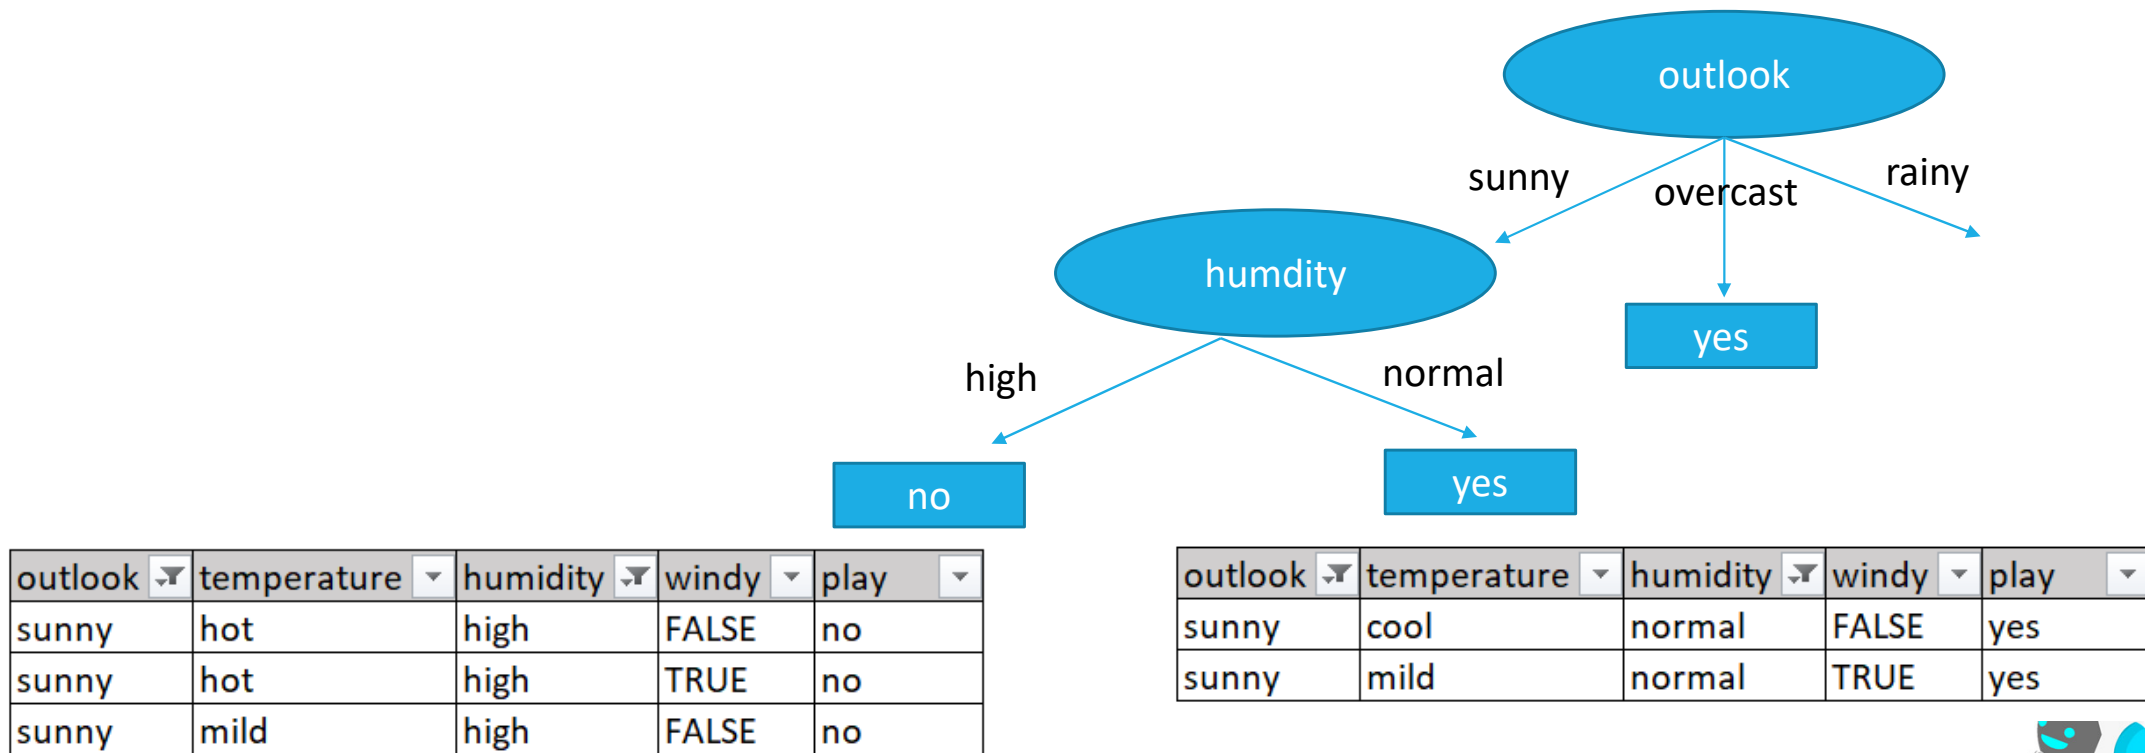 outlook
sunny
overcast
rainy
humdity
yes
high
normal
no
yes
outlook temperature humidity windy play
sunny hot high FALSE no
sunny hot high TRUE no
sunny mild high FALSE no
outlook temperature humidity windy play
sunny cool normal FALSE yes
sunny mild normal TRUE yes